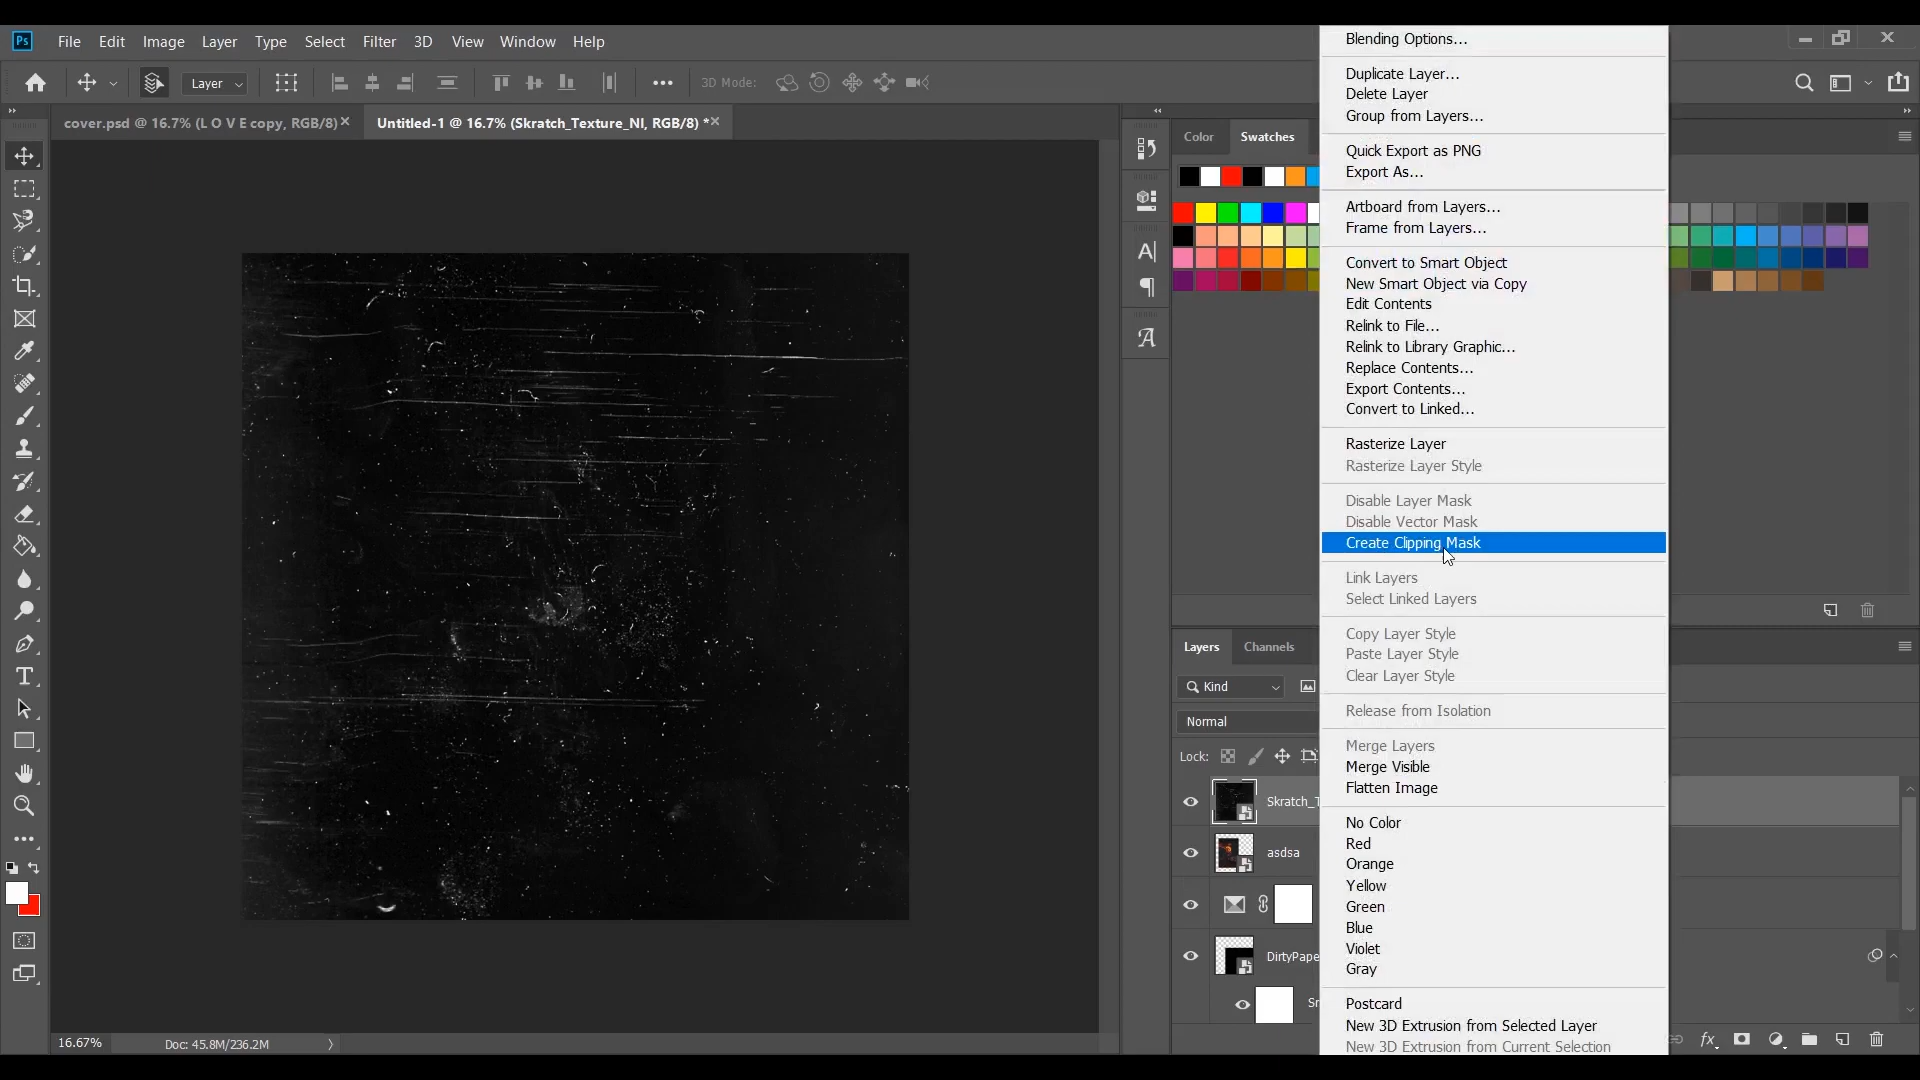 Ps
File Edit Image Layer Type Select Filter 3D View Window Help
Layer
3D Mode:
cover.psd @ 16.7% (L O V E copy, RGB/8)
Untitled-1 @ 16.7% (Skratch_Texture_NI, RGB/8) *
Color Swatches
Blending Options...
Duplicate Layer...
Delete Layer
Group from Layers...
Quick Export as PNG
Export As...
Artboard from Layers...
Frame from Layers...
Convert to Smart Object
New Smart Object via Copy
Edit Contents
Relink to File...
Relink to Library Graphic...
Replace Contents...
Export Contents...
Convert to Linked...
Rasterize Layer
Rasterize Layer Style
Disable Layer Mask
Disable Vector Mask
Create Clipping Mask
Link Layers
Select Linked Layers
Copy Layer Style
Paste Layer Style
Clear Layer Style
Release from Isolation
Merge Layers
Merge Visible
Flatten Image
No Color
Red
Orange
Yellow
Green
Blue
Violet
Gray
Postcard
New 3D Extrusion from Selected Layer
New 3D Extrusion from Current Selection
Layers Channels
Kind
Normal
Lock:
Skratch_T
asdsa
DirtyPape
fx
16.67% Doc: 45.8M/236.2M